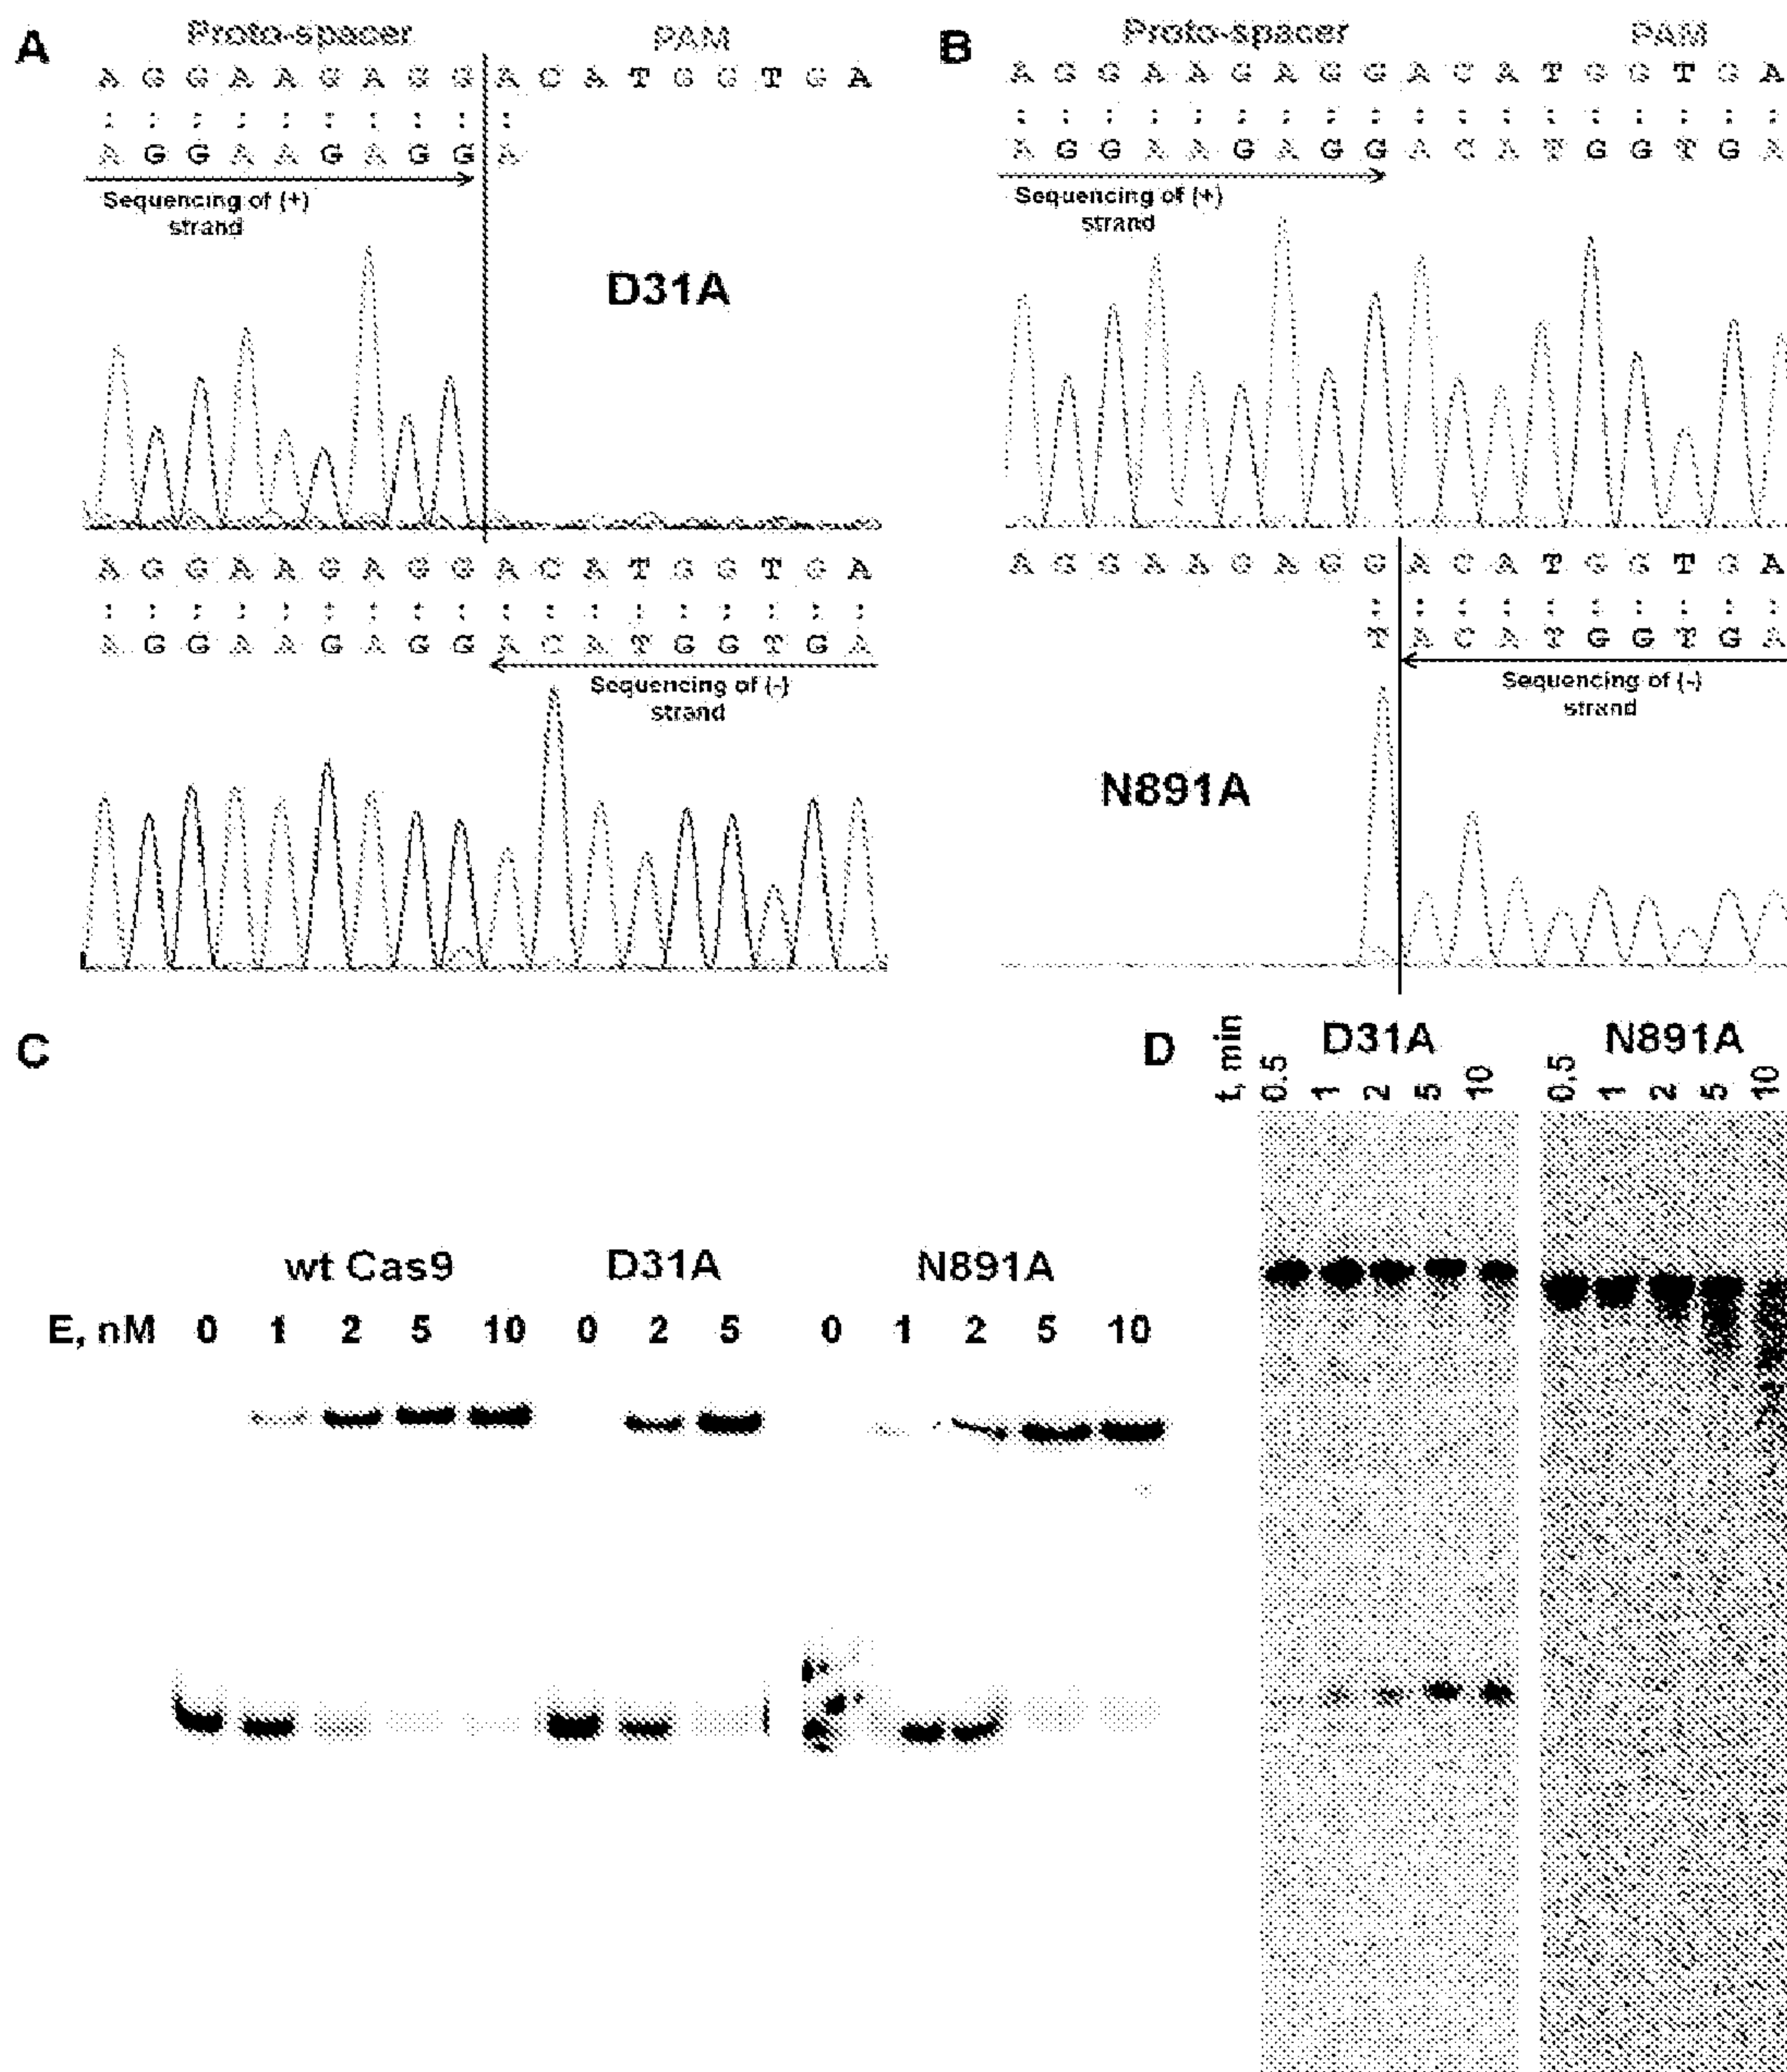 A
Proto-spacer PAM
A G G A A G A G G A C A T G G T G A
: : : : : : : : : :
A G G A A G A G G A
Sequencing of (+)
strand
D31A
A G G A A G A G G A C A T G G T G A
: : : : : : : : : : : : : : : : : :
A G G A A G A G G A C A T G G T G A
Sequencing of (-)
strand
B
Proto-spacer PAM
A G G A A G A G G A C A T G G T G A
: : : : : : : : : : : : : : : : : :
A G G A A G A G G A C A T G G T G A
Sequencing of (+)
strand
A G G A A G A G G A C A T G G T G A
: : : : : : : : : :
T A C A T G G T G A
Sequencing of (-)
strand
N891A
C
wt Cas9 D31A N891A
E, nM 0 1 2 5 10 0 2 5 0 1 2 5 10
D
D31A N891A
t, min 0.5 1 2 5 10 0,5 1 2 5 10